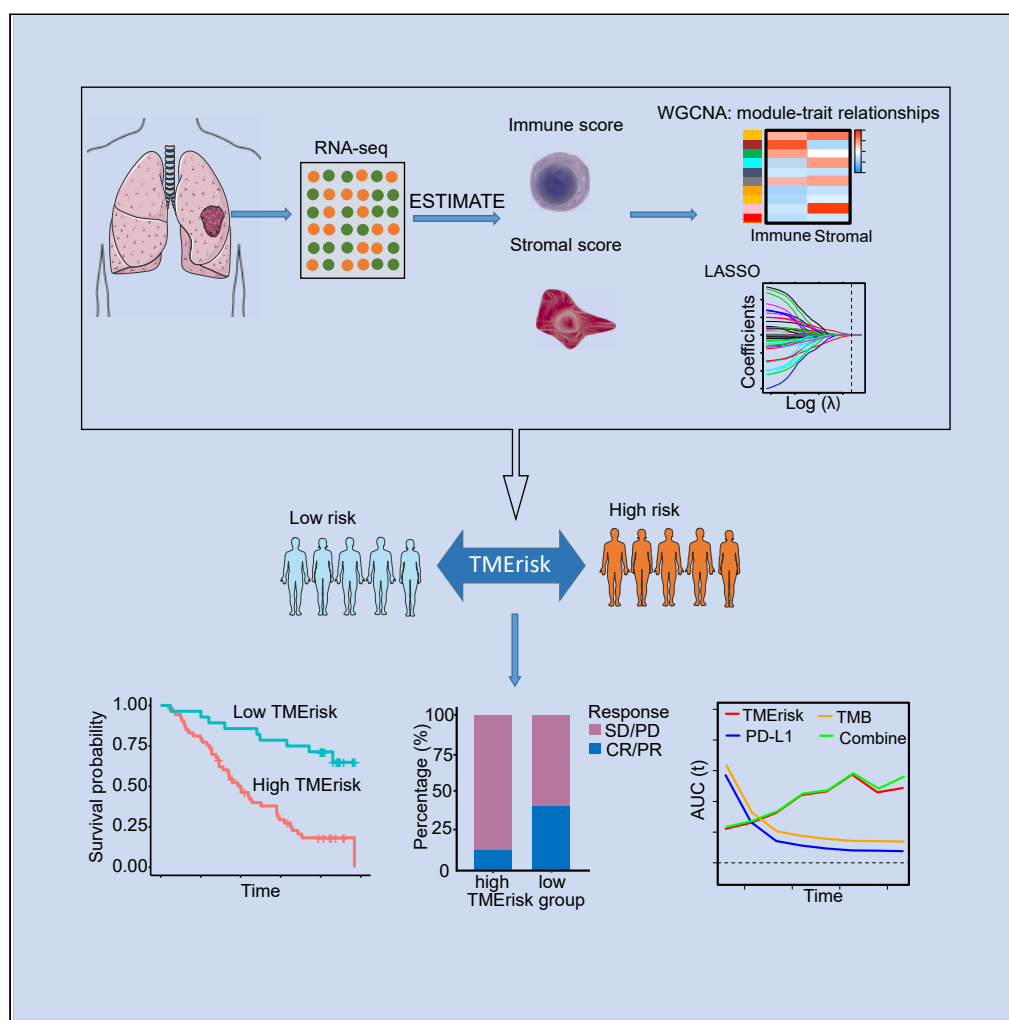 RNA-seq
ESTIMATE
Immune score
Stromal score
WGCNA: module-trait relationships
Immune Stromal
LASSO
Coefficients
Log (λ)
Low risk
High risk
TMErisk
Survival probability
1.00
0.75
0.50
0.25
0.00
Low TMErisk
High TMErisk
Time
Percentage (%)
100
75
50
25
0
Response
SD/PD
CR/PR
high low
TMErisk group
AUC (t)
TMErisk TMB
PD-L1 Combine
Time